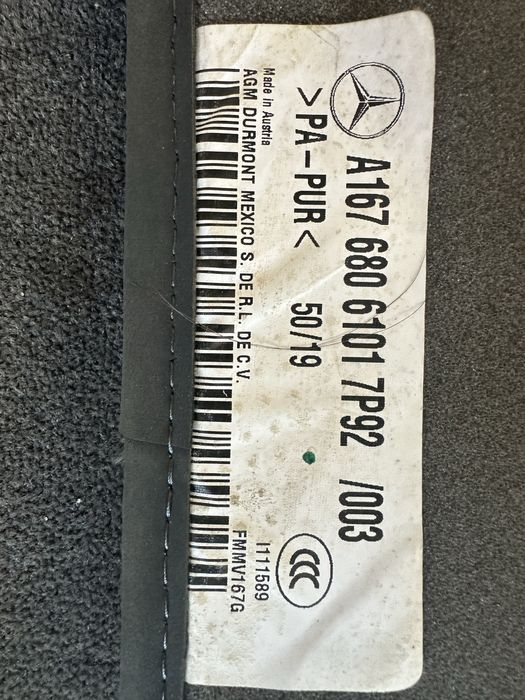 A167 680 6101 7P92 /003
>PA-PUR< 50/19
CCC
Made in Austria
AGM DURMONT MEXICO S. DE R.L. DE C.V.
I111589
FMMV167G